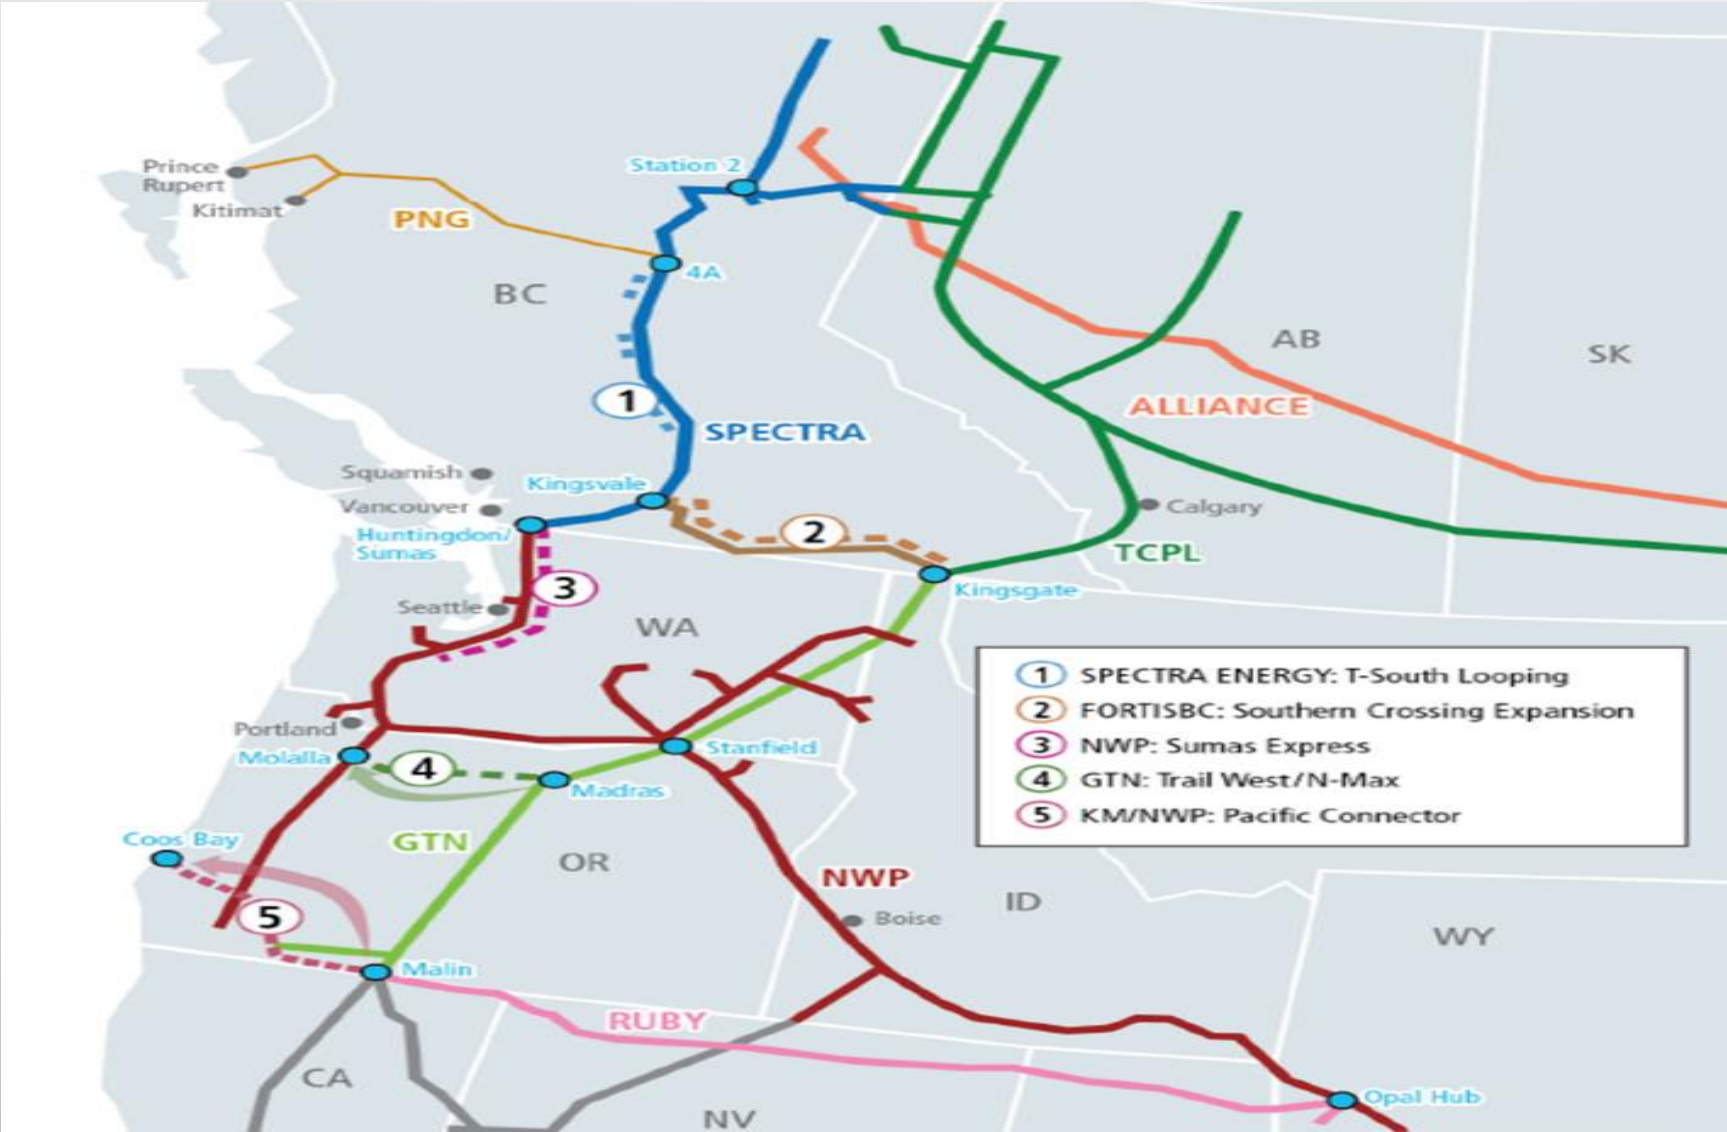 Station 2
Prince
Rupert
Kitimat
PNG
4A
BC
AB
SK
1
ALLIANCE
SPECTRA
Squamish
Kingsvale
Vancouver
Calgary
Huntingdon/
Sumas
2
TCPL
3
Kingsgate
Seattle
WA
1 SPECTRA ENERGY: T-South Looping
2 FORTISBC: Southern Crossing Expansion
3 NWP: Sumas Express
4 GTN: Trail West/N-Max
5 KM/NWP: Pacific Connector
Portland
Molalla
4
Stanfield
Madras
Coos Bay
GTN
OR
NWP
ID
5
Boise
WY
Malin
RUBY
CA
Opal Hub
NV